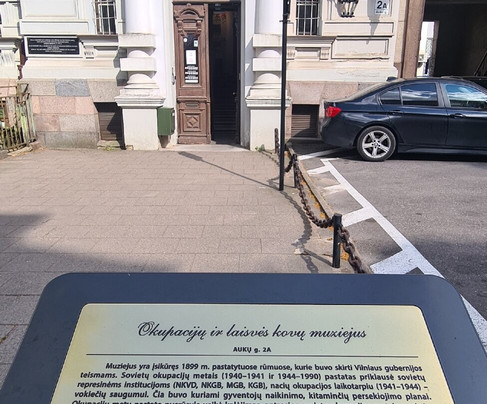 2A
Okupacijų ir laisvės kovų muziejus
AUKŲ g. 2A
Muziejus yra įsikūręs 1899 m. pastatytuose rūmuose, kurie buvo skirti Vilniaus gubernijos
teismams. Sovietų okupacijų metais (1940–1941 ir 1944–1990) pastatas priklausė sovietų
represinėms institucijoms (NKVD, NKGB, MGB, KGB), nacių okupacijos laikotarpiu (1941–1944) –
vokiečių saugumui. Čia buvo kuriami gyventojų naikinimo, kitaminčių persekiojimo planai.